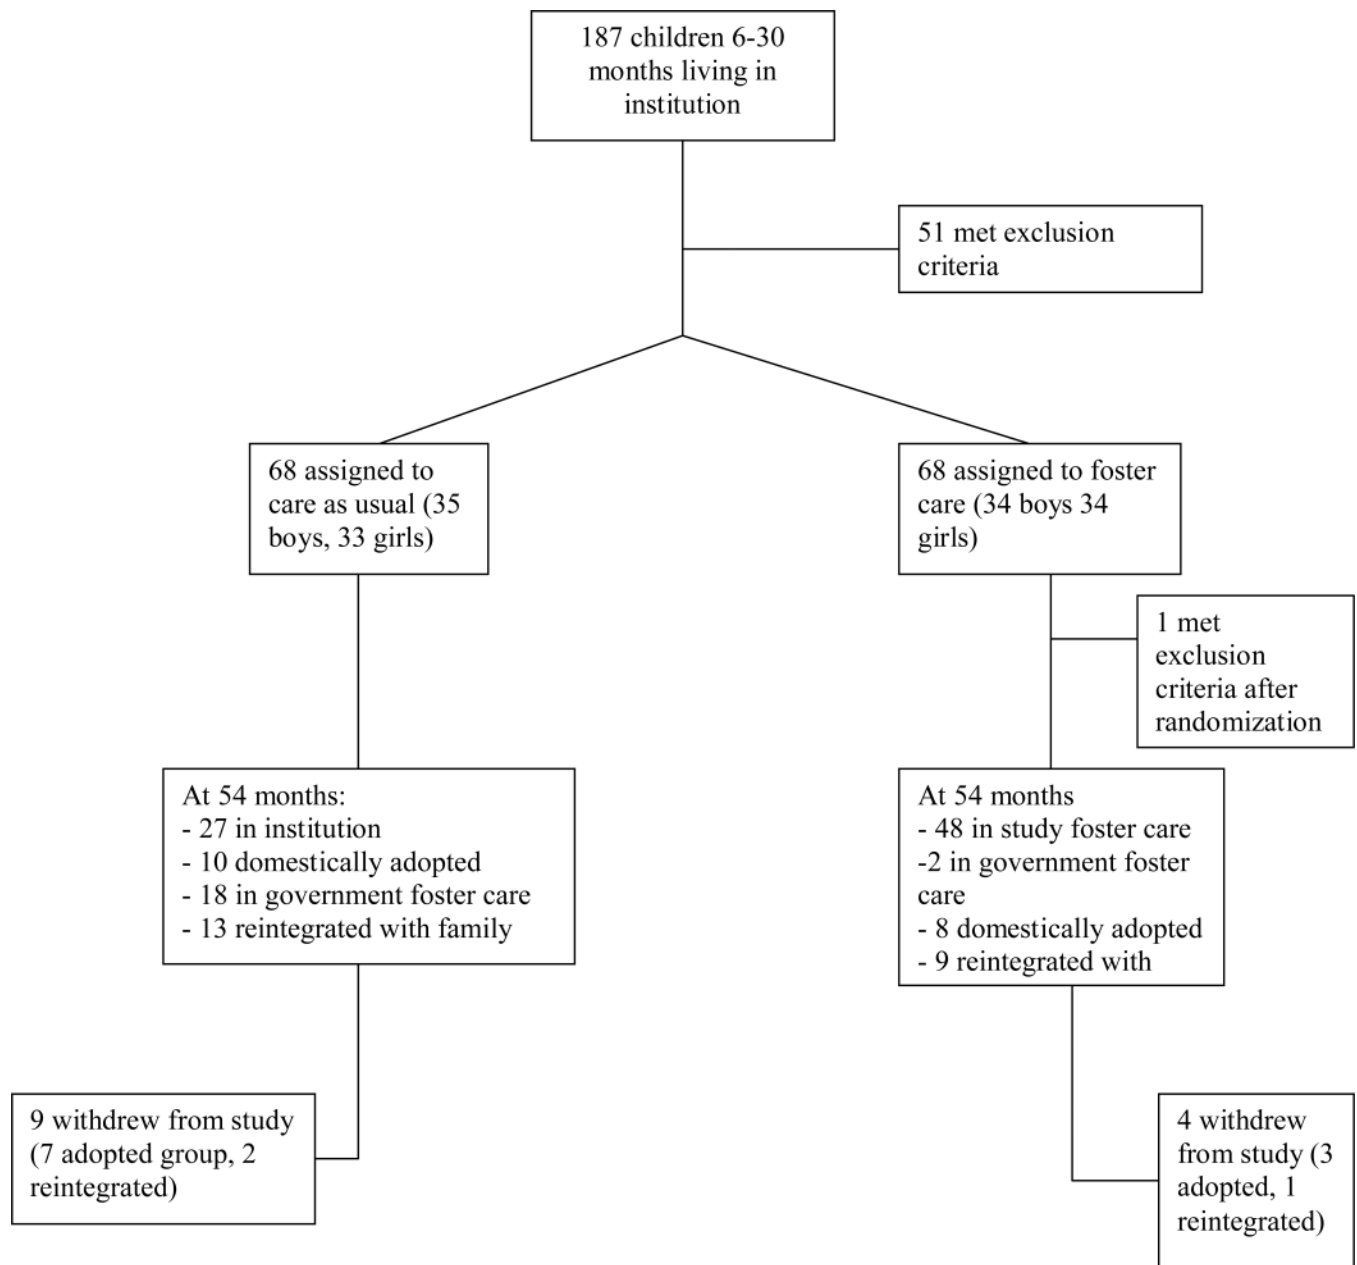 187 children 6-30
months living in
institution
51 met exclusion
criteria
68 assigned to
care as usual (35
boys, 33 girls)
68 assigned to foster
care (34 boys 34
girls)
1 met
exclusion
criteria after
randomization
At 54 months:
- 27 in institution
- 10 domestically adopted
- 18 in government foster care
- 13 reintegrated with family
At 54 months
- 48 in study foster care
-2 in government foster
care
- 8 domestically adopted
- 9 reintegrated with
9 withdrew from study
(7 adopted group, 2
reintegrated)
4 withdrew
from study (3
adopted, 1
reintegrated)